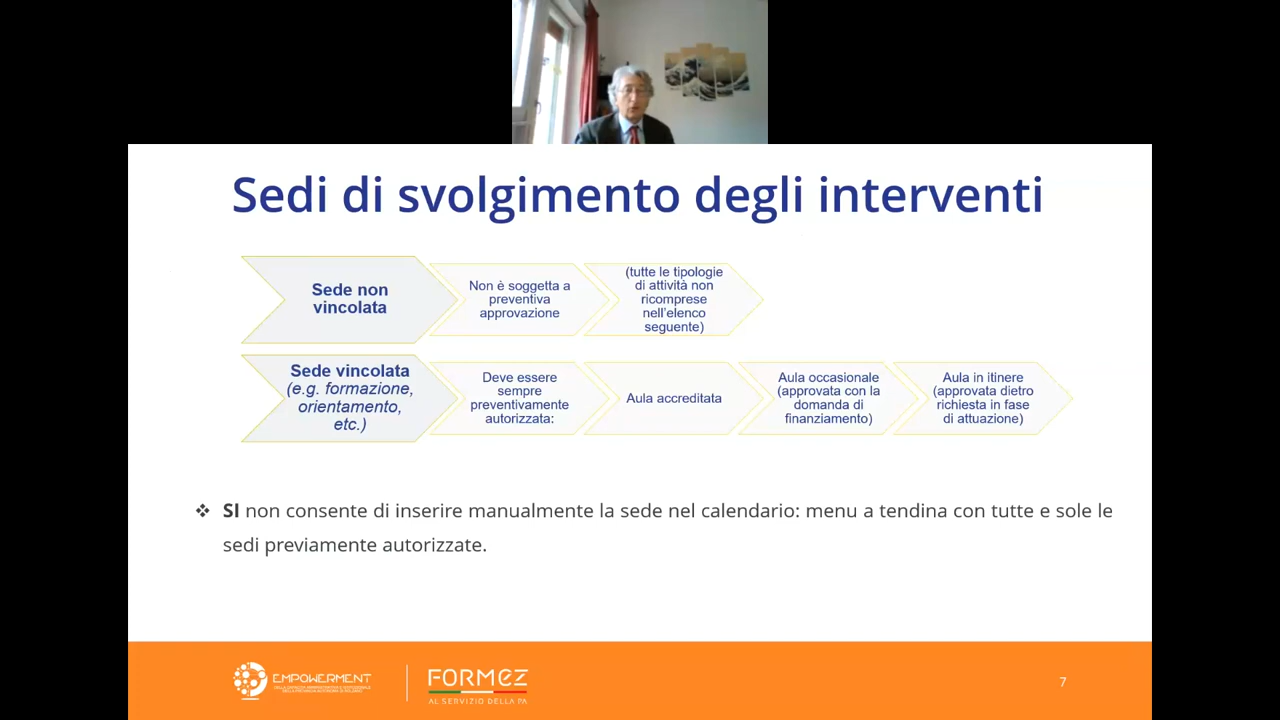 Sedi di svolgimento degli interventi
Sede non
vincolata
Non è soggetta a
preventiva
approvazione
(tutte le tipologie
di attività non
ricomprese
nell'elenco
seguente)
Sede vincolata
(e.g. formazione,
orientamento,
etc.)
Deve essere
sempre
preventivamente
autorizzata:
Aula accreditata
Aula occasionale
(approvata con la
domanda di
finanziamento)
Aula in itinere
(approvata dietro
richiesta in fase
di attuazione)
❖ SI non consente di inserire manualmente la sede nel calendario: menu a tendina con tutte e sole le
sedi previamente autorizzate.
EMPOWERMENT
FORMEZ
AL SERVIZIO DELLA PA
7